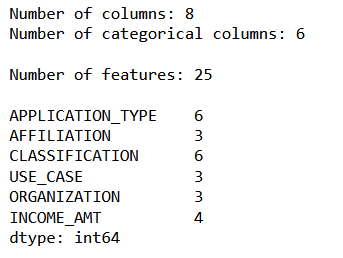 Number of columns: 8
Number of categorical columns: 6
Number of features: 25
APPLICATION_TYPE    6
AFFILIATION         3
CLASSIFICATION      6
USE_CASE            3
ORGANIZATION        3
INCOME_AMT          4
dtype: int64